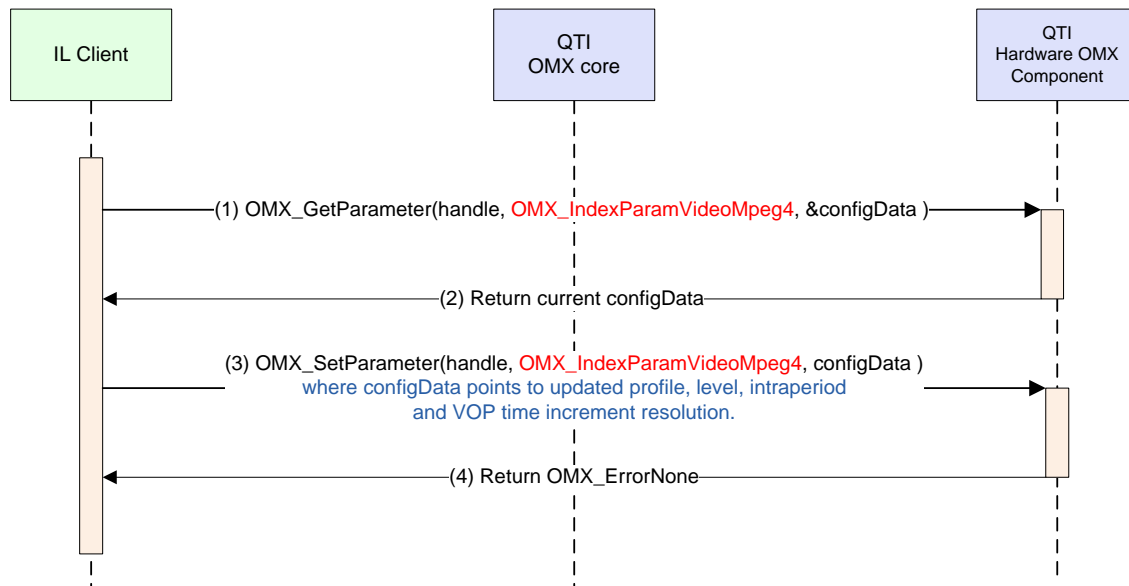 IL Client
QTI
OMX core
QTI
Hardware OMX
Component
(1) OMX_GetParameter(handle, OMX_IndexParamVideoMpeg4, &configData )
(2) Return current configData
(3) OMX_SetParameter(handle, OMX_IndexParamVideoMpeg4, configData )
where configData points to updated profile, level, intraperiod
and VOP time increment resolution.
(4) Return OMX_ErrorNone